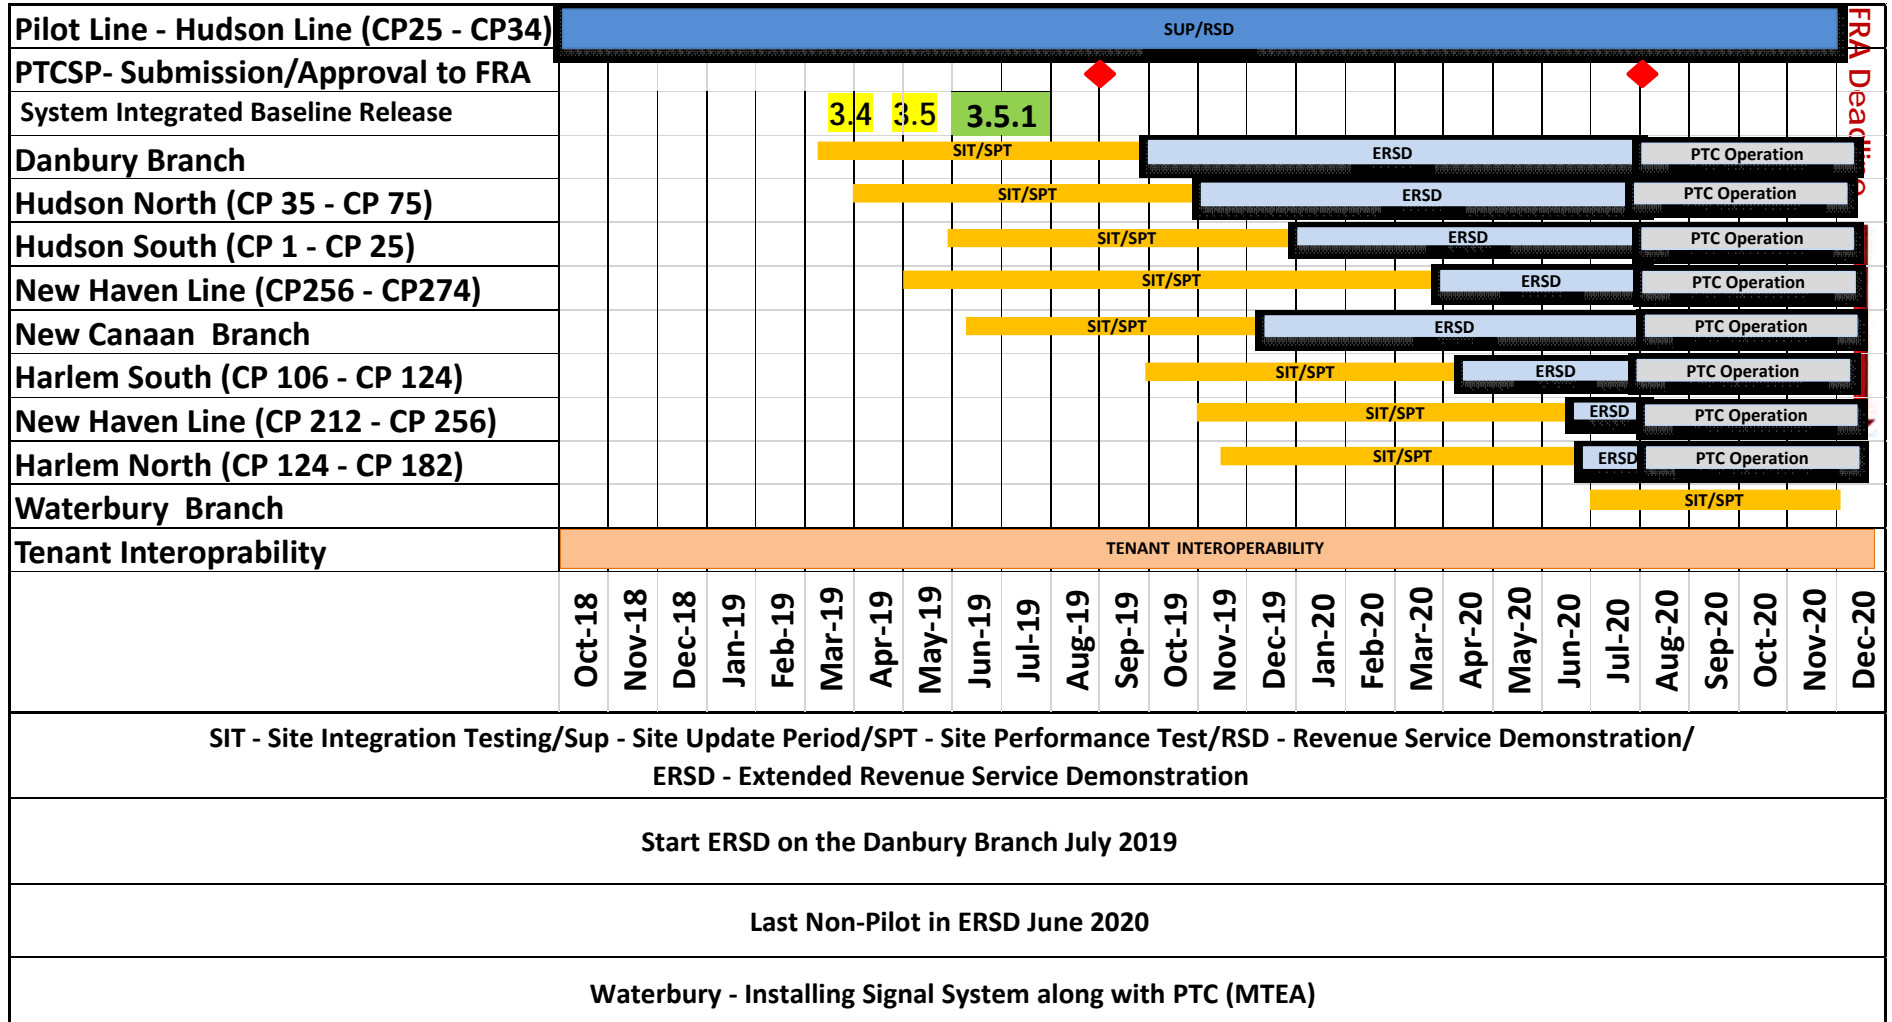 Pilot Line - Hudson Line (CP25 - CP34)
SUP/RSD
FRA Deadline
PTCSP- Submission/Approval to FRA
System Integrated Baseline Release
3.4
3.5
3.5.1
Danbury Branch
SIT/SPT
ERSD
PTC Operation
Hudson North (CP 35 - CP 75)
SIT/SPT
ERSD
PTC Operation
Hudson South (CP 1 - CP 25)
SIT/SPT
ERSD
PTC Operation
New Haven Line (CP256 - CP274)
SIT/SPT
ERSD
PTC Operation
New Canaan Branch
SIT/SPT
ERSD
PTC Operation
Harlem South (CP 106 - CP 124)
SIT/SPT
ERSD
PTC Operation
New Haven Line (CP 212 - CP 256)
SIT/SPT
ERSD
PTC Operation
Harlem North (CP 124 - CP 182)
SIT/SPT
ERSD
PTC Operation
Waterbury Branch
SIT/SPT
Tenant Interoprability
TENANT INTEROPERABILITY
Oct-18
Nov-18
Dec-18
Jan-19
Feb-19
Mar-19
Apr-19
May-19
Jun-19
Jul-19
Aug-19
Sep-19
Oct-19
Nov-19
Dec-19
Jan-20
Feb-20
Mar-20
Apr-20
May-20
Jun-20
Jul-20
Aug-20
Sep-20
Oct-20
Nov-20
Dec-20
SIT - Site Integration Testing/Sup - Site Update Period/SPT - Site Performance Test/RSD - Revenue Service Demonstration/
ERSD - Extended Revenue Service Demonstration
Start ERSD on the Danbury Branch July 2019
Last Non-Pilot in ERSD June 2020
Waterbury - Installing Signal System along with PTC (MTEA)